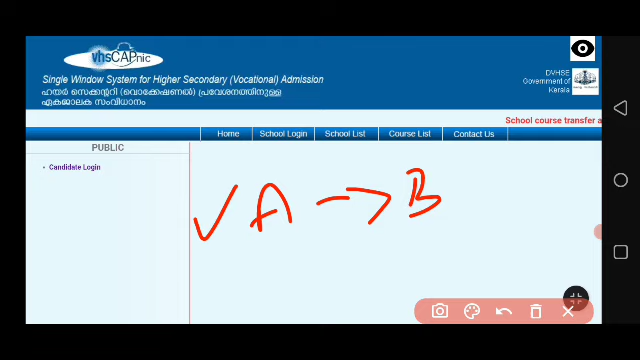 vhsCAP.nic
Single Window System for Higher Secondary (Vocational) Admission
ഹയർ സെക്കന്ററി (വൊക്കേഷണൽ) പ്രവേശനത്തിനുള്ള
ഏകജാലക സംവിധാനം
DVHSE
Government of
Kerala
School course transfer a
Home School Login School List Course List Contact Us
PUBLIC
Candidate Login
✓ A → B